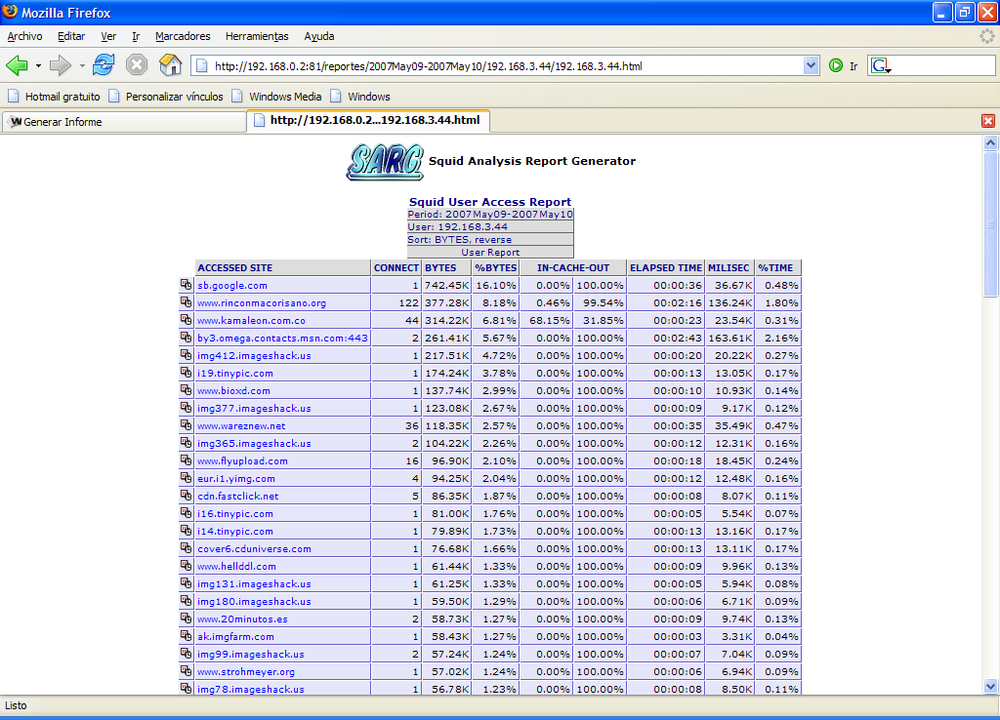 Mozilla Firefox
Archivo Editar Ver Ir Marcadores Herramientas Ayuda
http://192.168.0.2:81/reportes/2007May09-2007May10/192.168.3.44/192.168.3.44.html Ir G
Hotmail gratuito Personalizar vínculos Windows Media Windows
W Generar Informe http://192.168.0.2...192.168.3.44.html
SARG Squid Analysis Report Generator
Squid User Access Report
Period: 2007May09-2007May10
User: 192.168.3.44
Sort: BYTES, reverse
User Report
ACCESSED SITE CONNECT BYTES %BYTES IN-CACHE-OUT ELAPSED TIME MILISEC %TIME
sb.google.com 1 742.45K 16.10% 0.00% 100.00% 00:00:36 36.67K 0.48%
www.rinconmacorisano.org 122 377.28K 8.18% 0.46% 99.54% 00:02:16 136.24K 1.80%
www.kamaleon.com.co 44 314.22K 6.81% 68.15% 31.85% 00:00:23 23.54K 0.31%
by3.omega.contacts.msn.com:443 2 261.41K 5.67% 0.00% 100.00% 00:02:43 163.61K 2.16%
img412.imageshack.us 1 217.51K 4.72% 0.00% 100.00% 00:00:20 20.22K 0.27%
i19.tinypic.com 1 174.24K 3.78% 0.00% 100.00% 00:00:13 13.05K 0.17%
www.bioxd.com 1 137.74K 2.99% 0.00% 100.00% 00:00:10 10.93K 0.14%
img377.imageshack.us 1 123.08K 2.67% 0.00% 100.00% 00:00:09 9.17K 0.12%
www.wareznew.net 36 118.35K 2.57% 0.00% 100.00% 00:00:35 35.49K 0.47%
img365.imageshack.us 2 104.22K 2.26% 0.00% 100.00% 00:00:12 12.31K 0.16%
www.flyupload.com 16 96.90K 2.10% 0.00% 100.00% 00:00:18 18.45K 0.24%
eur.i1.yimg.com 4 94.25K 2.04% 0.00% 100.00% 00:00:12 12.48K 0.16%
cdn.fastclick.net 5 86.35K 1.87% 0.00% 100.00% 00:00:08 8.07K 0.11%
i16.tinypic.com 1 81.00K 1.76% 0.00% 100.00% 00:00:05 5.54K 0.07%
i14.tinypic.com 1 79.89K 1.73% 0.00% 100.00% 00:00:13 13.16K 0.17%
cover6.cduniverse.com 1 76.68K 1.66% 0.00% 100.00% 00:00:13 13.11K 0.17%
www.hellddl.com 1 61.44K 1.33% 0.00% 100.00% 00:00:09 9.96K 0.13%
img131.imageshack.us 1 61.25K 1.33% 0.00% 100.00% 00:00:05 5.94K 0.08%
img180.imageshack.us 1 59.50K 1.29% 0.00% 100.00% 00:00:06 6.71K 0.09%
www.20minutos.es 2 58.73K 1.27% 0.00% 100.00% 00:00:09 9.74K 0.13%
ak.imgfarm.com 1 58.43K 1.27% 0.00% 100.00% 00:00:03 3.31K 0.04%
img99.imageshack.us 2 57.24K 1.24% 0.00% 100.00% 00:00:07 7.04K 0.09%
www.strohmeyer.org 1 57.02K 1.24% 0.00% 100.00% 00:00:06 6.94K 0.09%
img78.imageshack.us 1 56.78K 1.23% 0.00% 100.00% 00:00:08 8.50K 0.11%
Listo